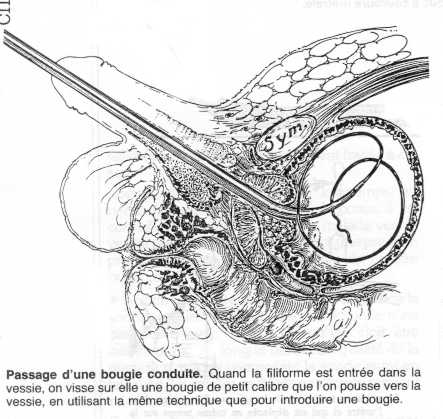 Sym.
Passage d'une bougie conduite. Quand la filiforme est entrée dans la
vessie, on visse sur elle une bougie de petit calibre que l'on pousse vers la
vessie, en utilisant la même technique que pour introduire une bougie.